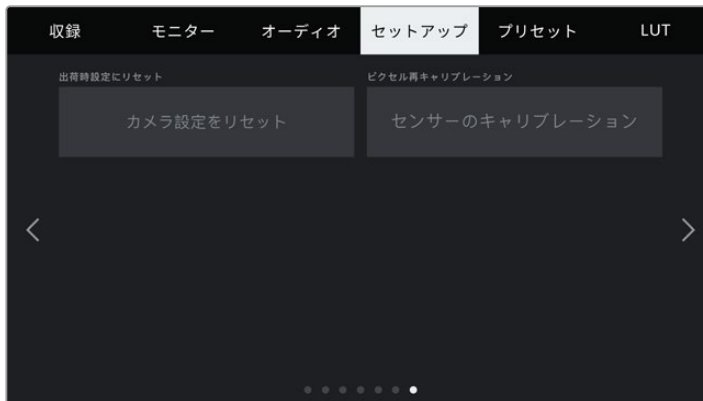 収録 モニター オーディオ セットアップ プリセット LUT
出荷時設定にリセット ピクセル再キャリブレーション
カメラ設定をリセット センサーのキャリブレーション